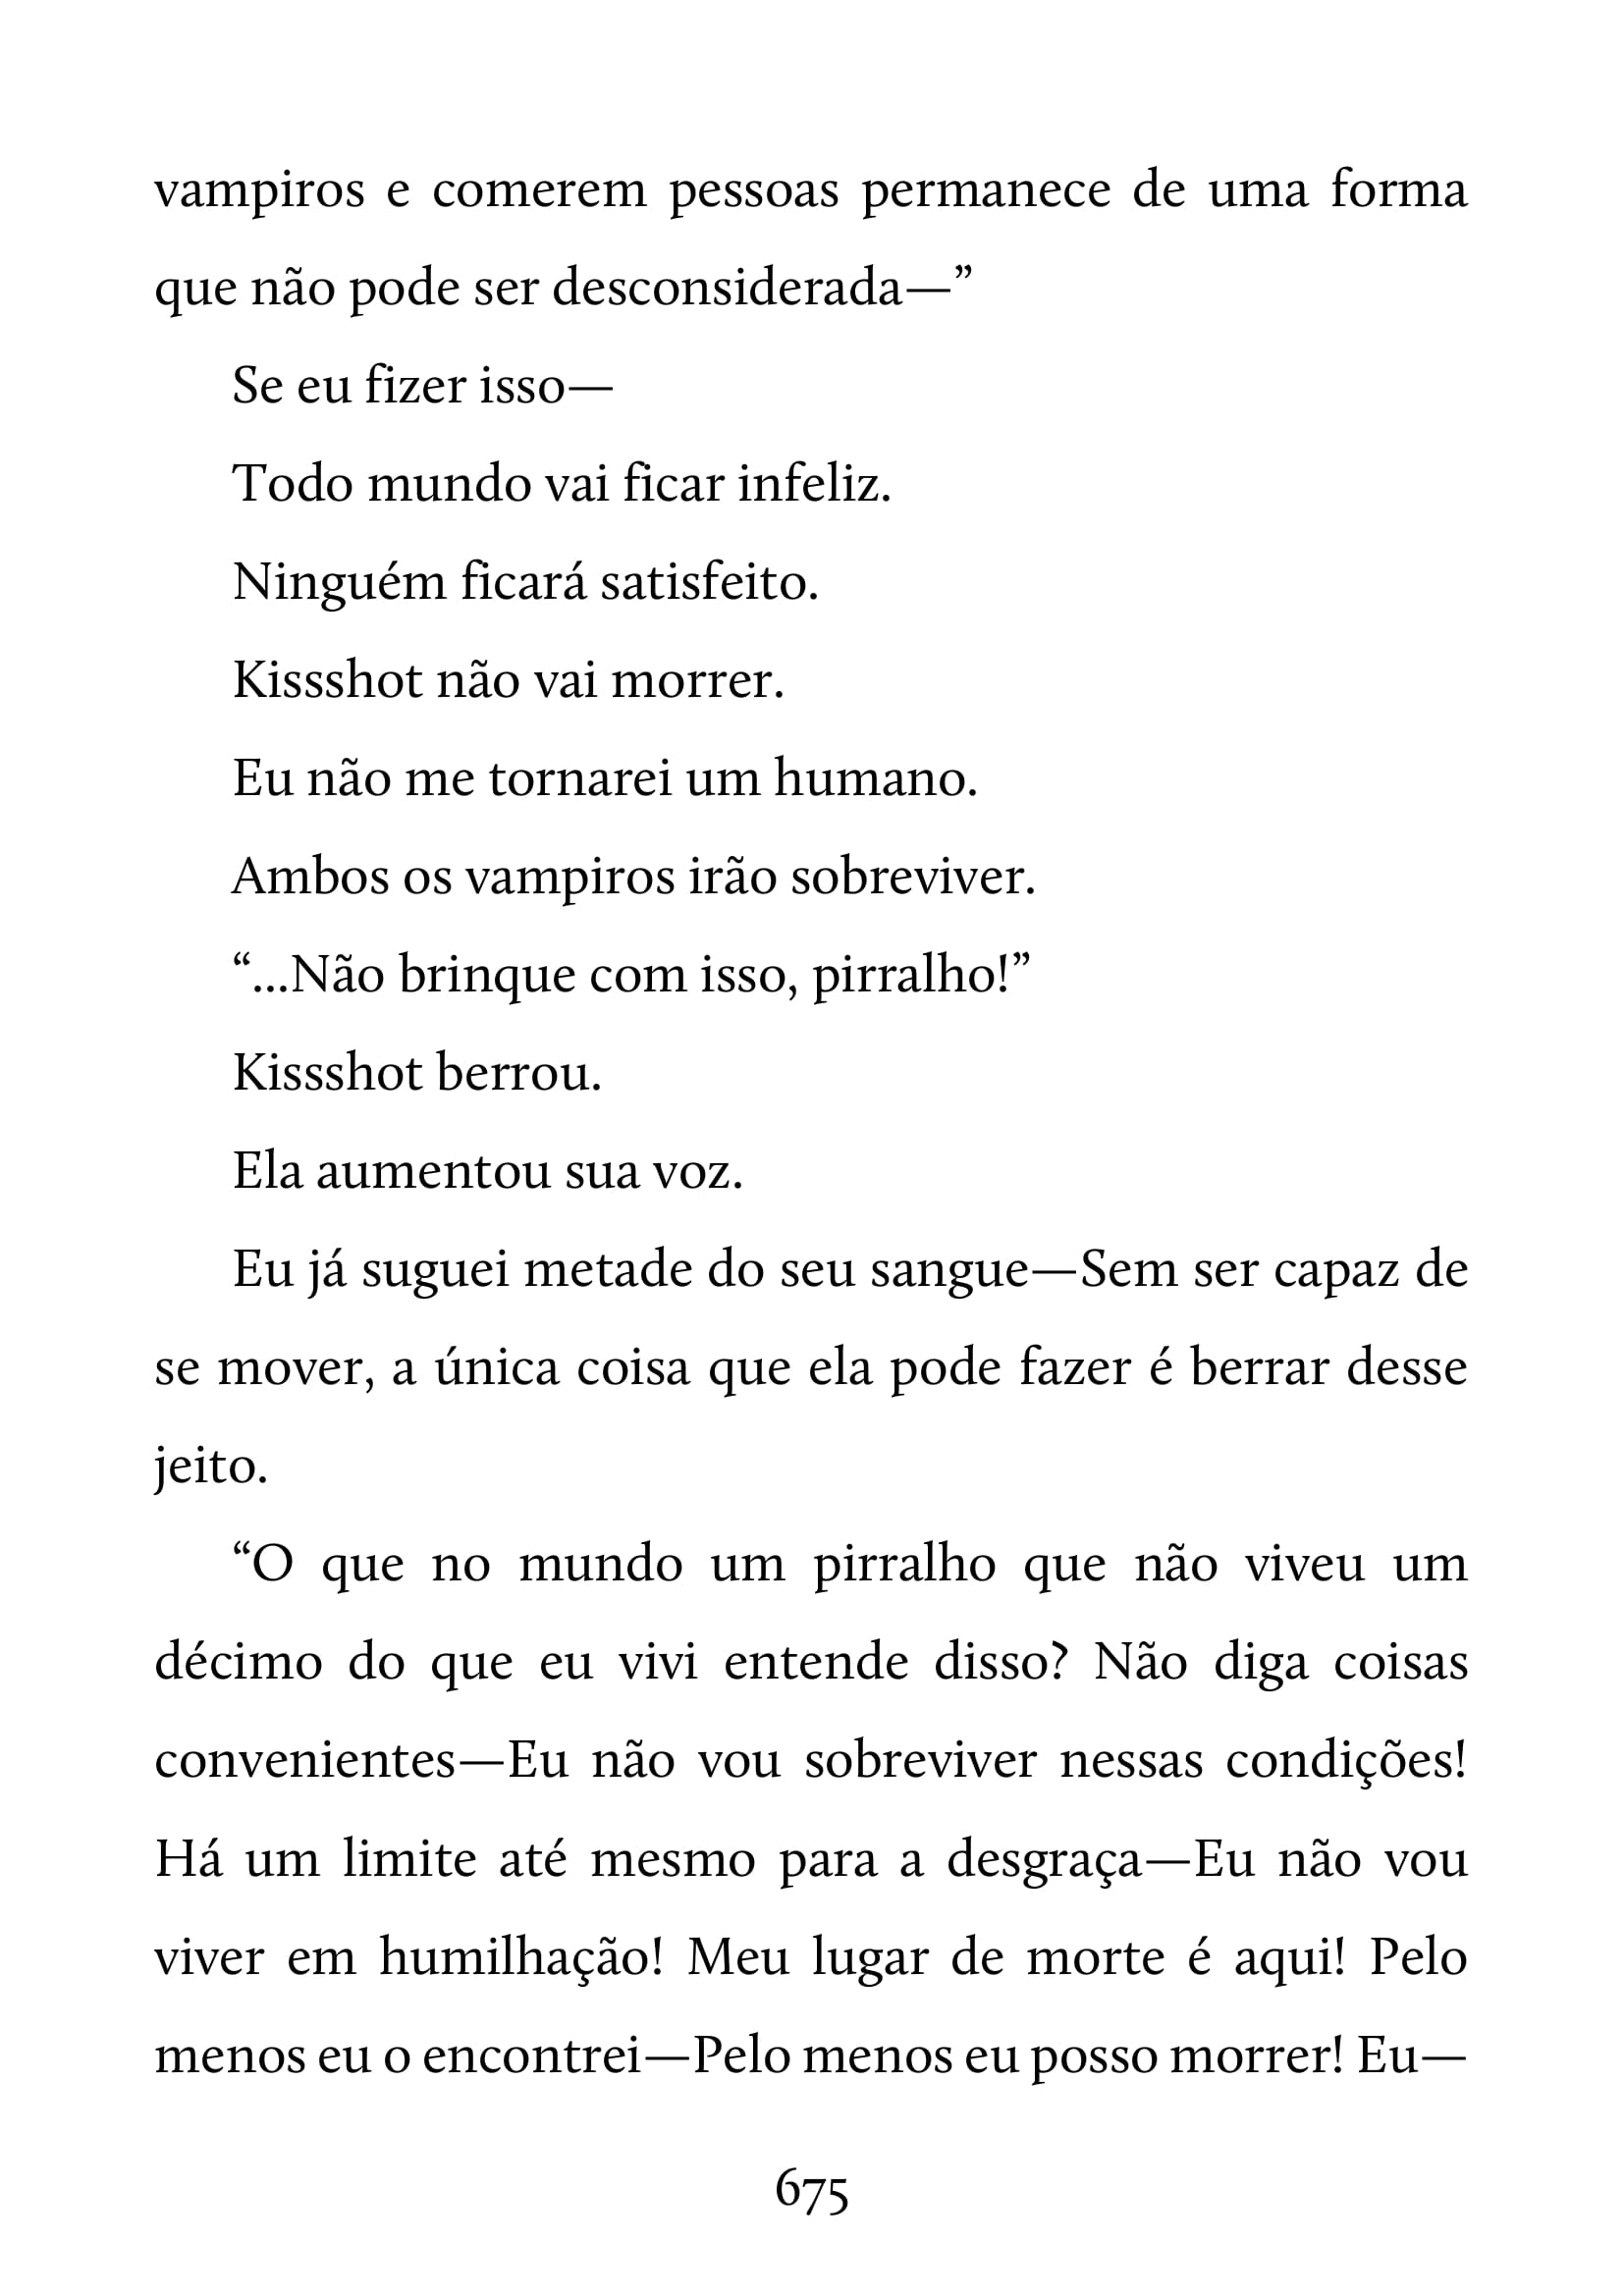 vampiros e comerem pessoas permanece de uma forma
que não pode ser desconsiderada—”
Se eu fizer isso—
Todo mundo vai ficar infeliz.
Ninguém ficará satisfeito.
Kissshot não vai morrer.
Eu não me tornarei um humano.
Ambos os vampiros irão sobreviver.
“...Não brinque com isso, pirralho!”
Kissshot berrou.
Ela aumentou sua voz.
Eu já suguei metade do seu sangue—Sem ser capaz de
se mover, a única coisa que ela pode fazer é berrar desse
jeito.
“O que no mundo um pirralho que não viveu um
décimo do que eu vivi entende disso? Não diga coisas
convenientes—Eu não vou sobreviver nessas condições!
Há um limite até mesmo para a desgraça—Eu não vou
viver em humilhação! Meu lugar de morte é aqui! Pelo
menos eu o encontrei—Pelo menos eu posso morrer! Eu—
675